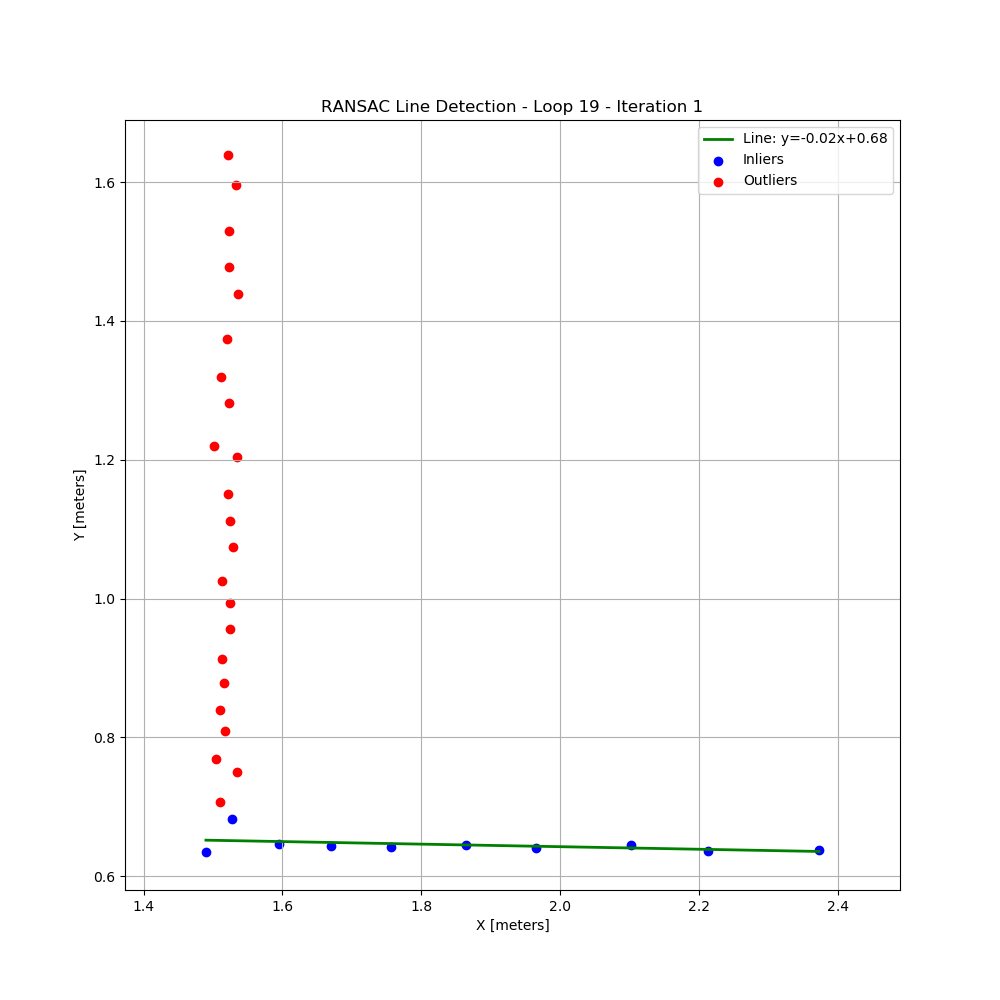 RANSAC Line Detection - Loop 19 - Iteration 1
Line: y=-0.02x+0.68
Inliers
Outliers
1.6
1.4
1.2
1.0
0.8
0.6
Y [meters]
1.4 1.6 1.8 2.0 2.2 2.4
X [meters]